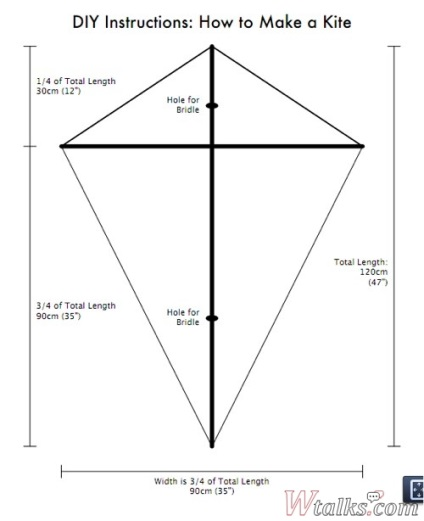 DIY Instructions: How to Make a Kite
1/4 of Total Length
30cm (12")
Hole for
Bridle
Total Length:
120cm
(47")
3/4 of Total Length
90cm (35")
Hole for
Bridle
Width is 3/4 of Total Length
90cm (35")
Wtalks.com